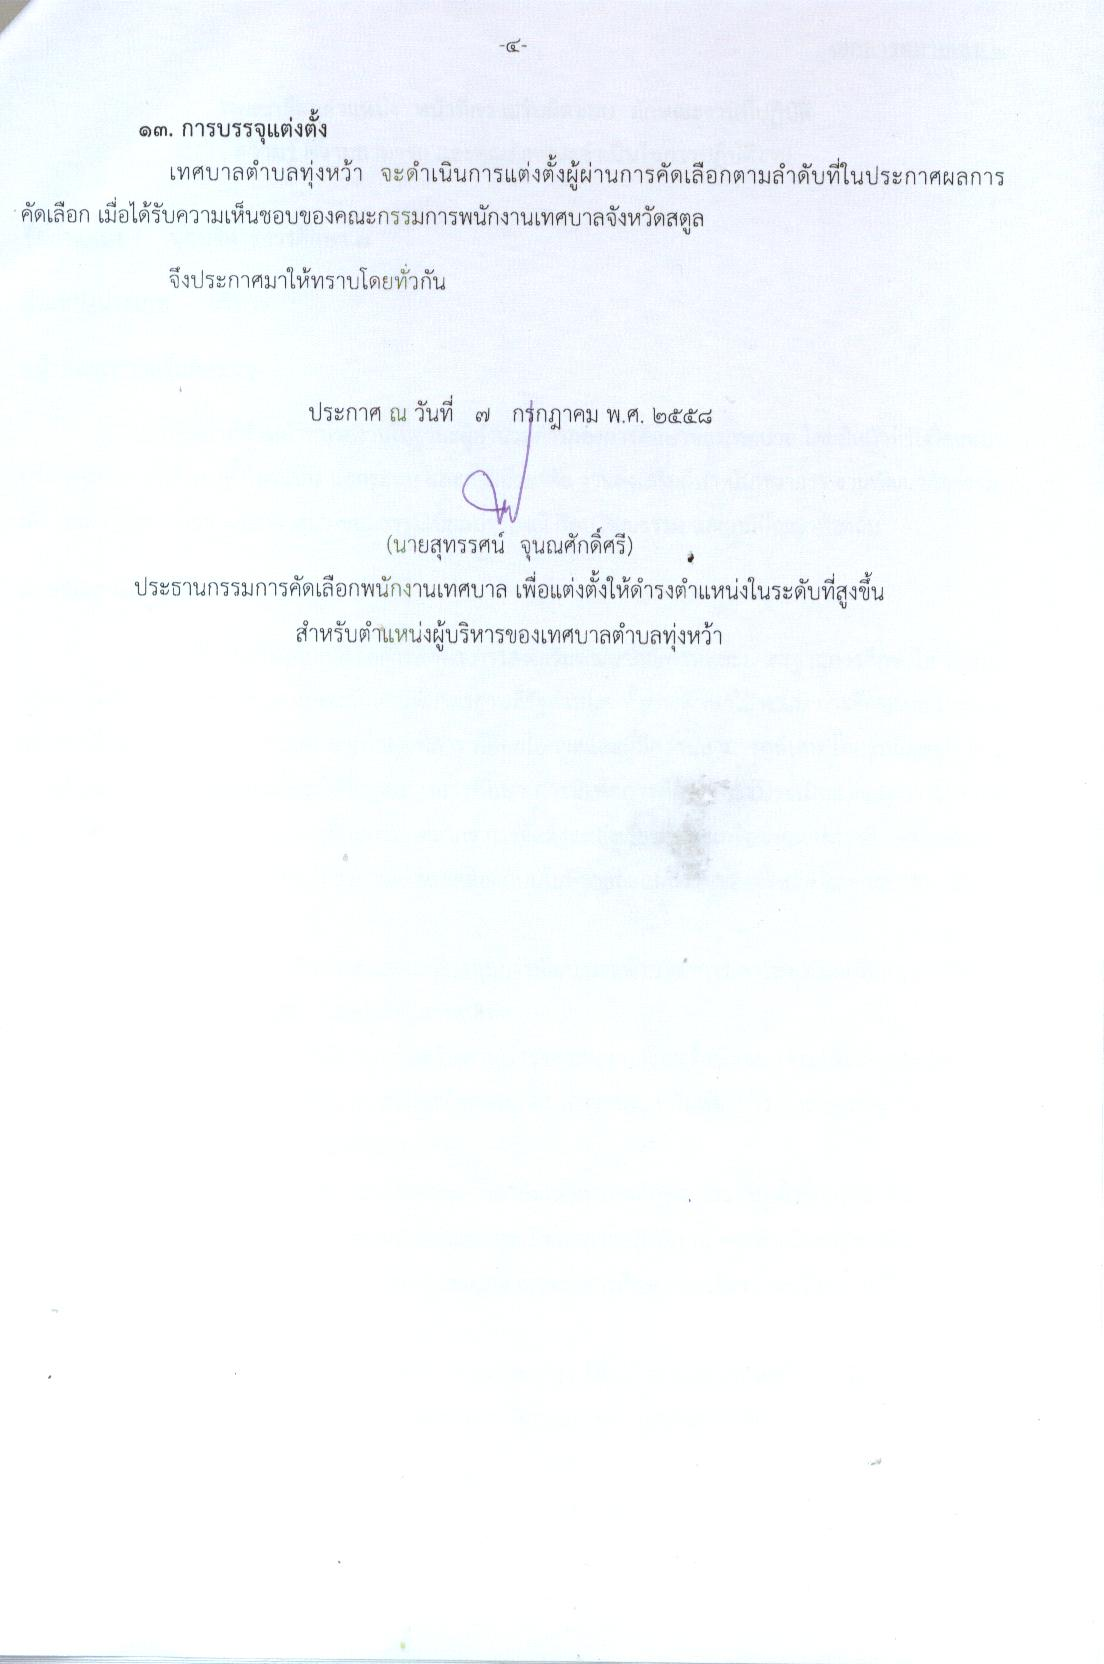 -๔-
๑๓. การบรรจุแต่งตั้ง
เทศบาลตำบลทุ่งหว้า จะดำเนินการแต่งตั้งผู้ผ่านการคัดเลือกตามลำดับที่ในประกาศผลการ
คัดเลือก เมื่อได้รับความเห็นชอบของคณะกรรมการพนักงานเทศบาลจังหวัดสตูล
จึงประกาศมาให้ทราบโดยทั่วกัน
ประกาศ ณ วันที่ ๗ กรกฎาคม พ.ศ. ๒๕๕๘
(นายสุทรรศน์ จุนณศักดิ์ศรี)
ประธานกรรมการคัดเลือกพนักงานเทศบาล เพื่อแต่งตั้งให้ดำรงตำแหน่งในระดับที่สูงขึ้น
สำหรับตำแหน่งผู้บริหารของเทศบาลตำบลทุ่งหว้า